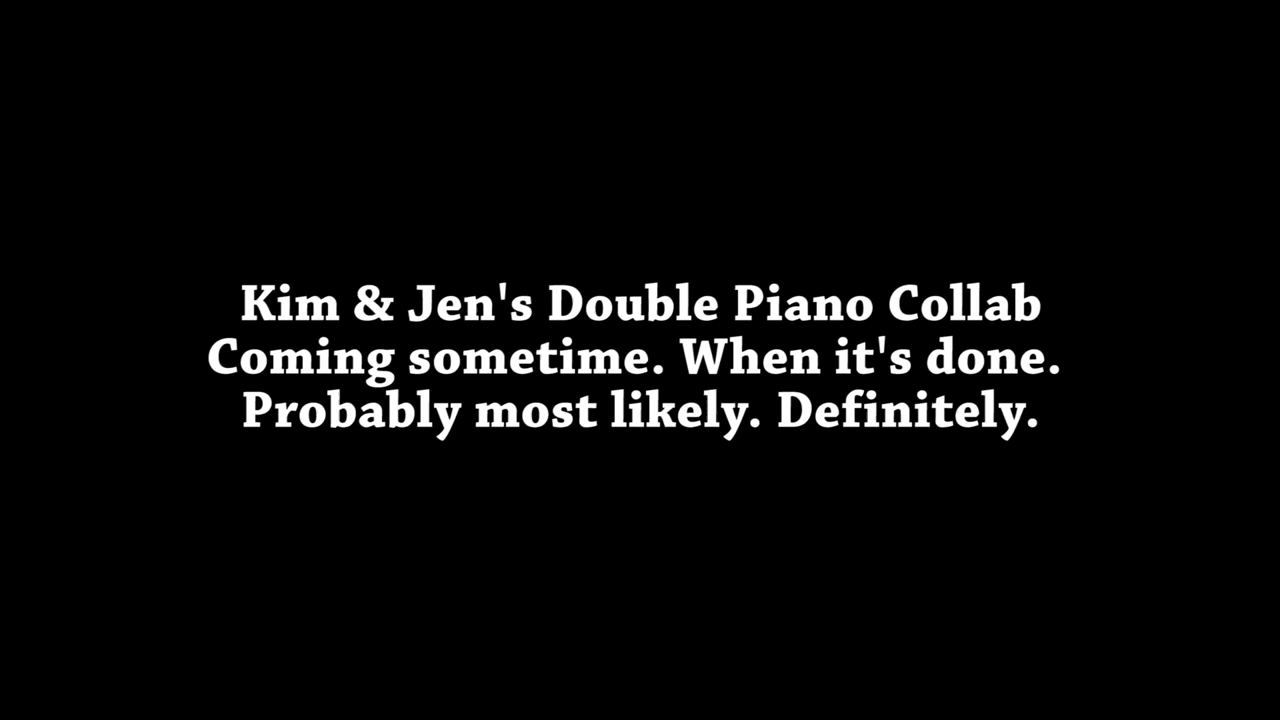 Kim & Jen's Double Piano Collab
Coming sometime. When it's done.
Probably most likely. Definitely.